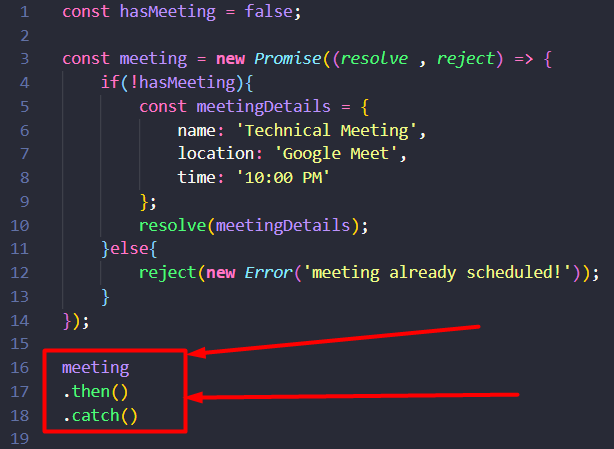 1 const hasMeeting = false;
2
3 const meeting = new Promise((resolve , reject) => {
4 if(!hasMeeting){
5 const meetingDetails = {
6 name: 'Technical Meeting',
7 location: 'Google Meet',
8 time: '10:00 PM'
9 };
10 resolve(meetingDetails);
11 }else{
12 reject(new Error('meeting already scheduled!'));
13 }
14 });
15
16 meeting
17 .then()
18 .catch()
19